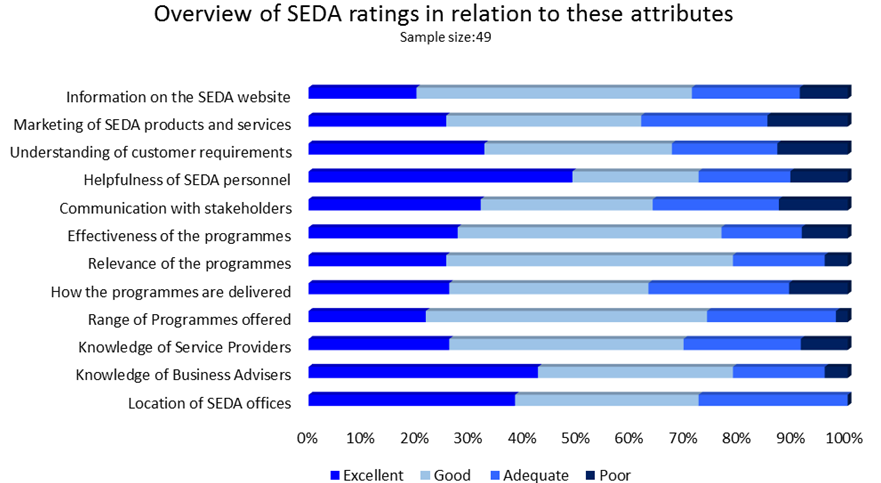 Overview of SEDA ratings in relation to these attributes
Sample size:49
Information on the SEDA website
Marketing of SEDA products and services
Understanding of customer requirements
Helpfulness of SEDA personnel
Communication with stakeholders
Effectiveness of the programmes
Relevance of the programmes
How the programmes are delivered
Range of Programmes offered
Knowledge of Service Providers
Knowledge of Business Advisers
Location of SEDA offices
0% 10% 20% 30% 40% 50% 60% 70% 80% 90% 100%
Excellent Good Adequate Poor